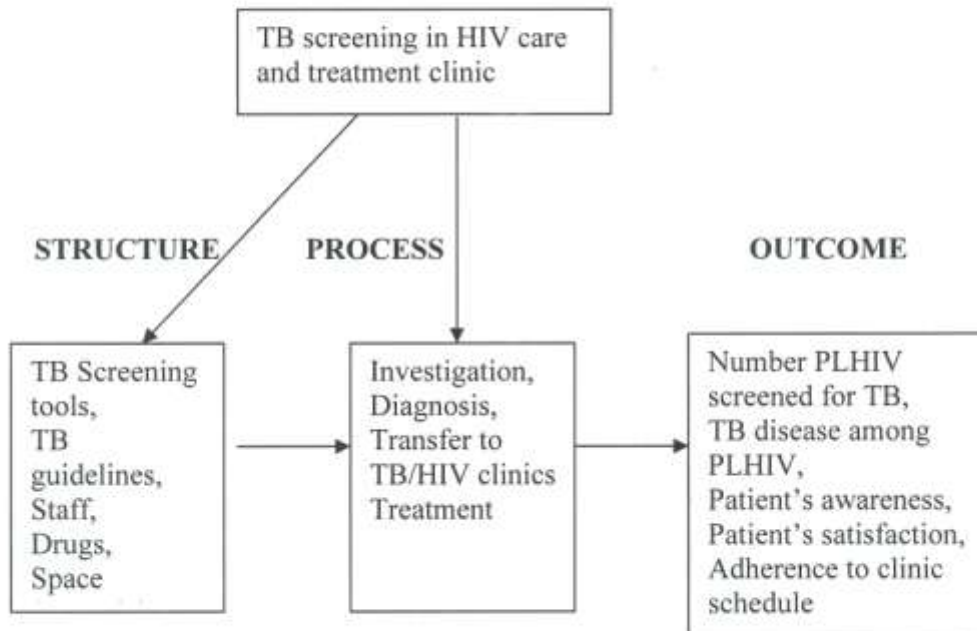 TB screening in HIV care
and treatment clinic
STRUCTURE
PROCESS
OUTCOME
TB Screening
tools,
TB
guidelines,
Staff,
Drugs,
Space
Investigation,
Diagnosis,
Transfer to
TB/HIV clinics
Treatment
Number PLHIV
screened for TB,
TB disease among
PLHIV,
Patient's awareness,
Patient's satisfaction,
Adherence to clinic
schedule